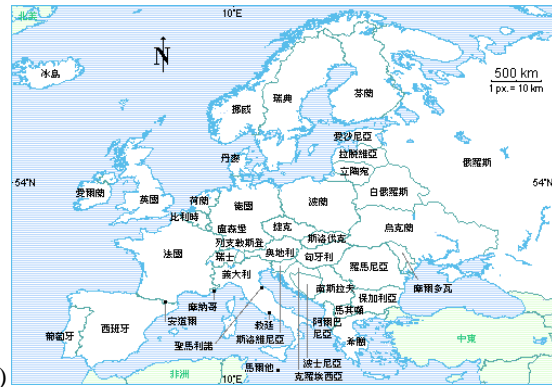 北美
10°E
N
冰島
500 km
1 px. = 10 km
挪威
瑞典
芬蘭
愛沙尼亞
拉脫維亞
立陶宛
俄羅斯
丹麥
54°N
54°N
愛爾蘭
英國
荷蘭
比利時
德國
波蘭
白俄羅斯
盧森堡
捷克
烏克蘭
列支敦斯登
斯洛伐克
法國
瑞士
奧地利
匈牙利
羅馬尼亞
義大利
南斯拉夫
摩爾多瓦
摩納哥
保加利亞
馬其頓
葡萄牙
西班牙
安道爾
教廷
阿爾巴
尼亞
聖馬利諾
斯洛維尼亞
希臘
中東
馬爾他
波士尼亞
克羅埃西亞
非洲
10°E
)